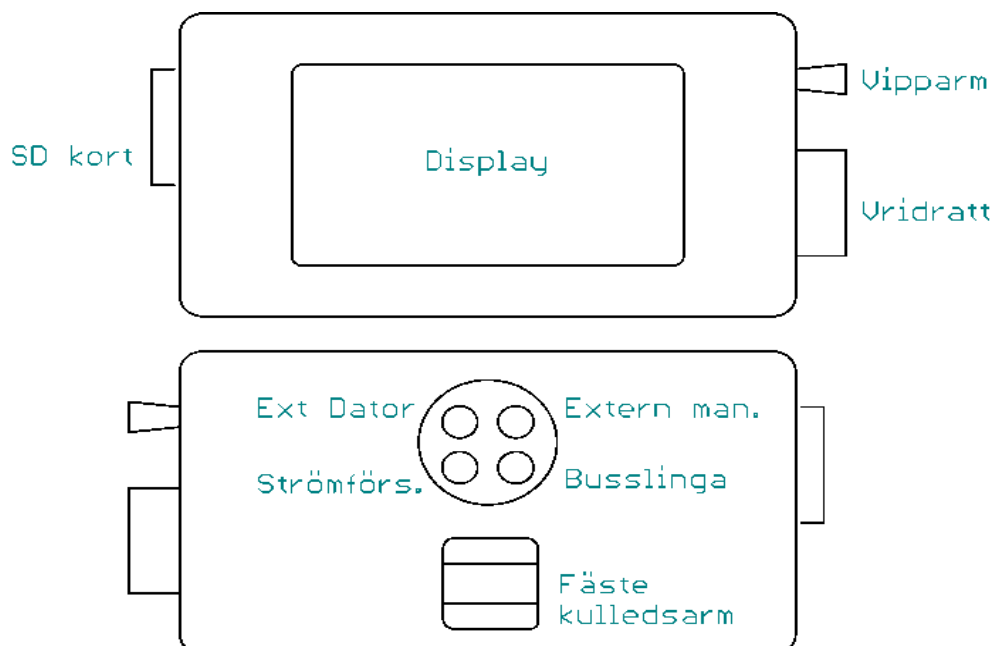 Vipparm
SD kort
Display
Vridratt
Ext Dator
Extern man.
Strömförs.
Busslinga
Fäste
kulledsarm